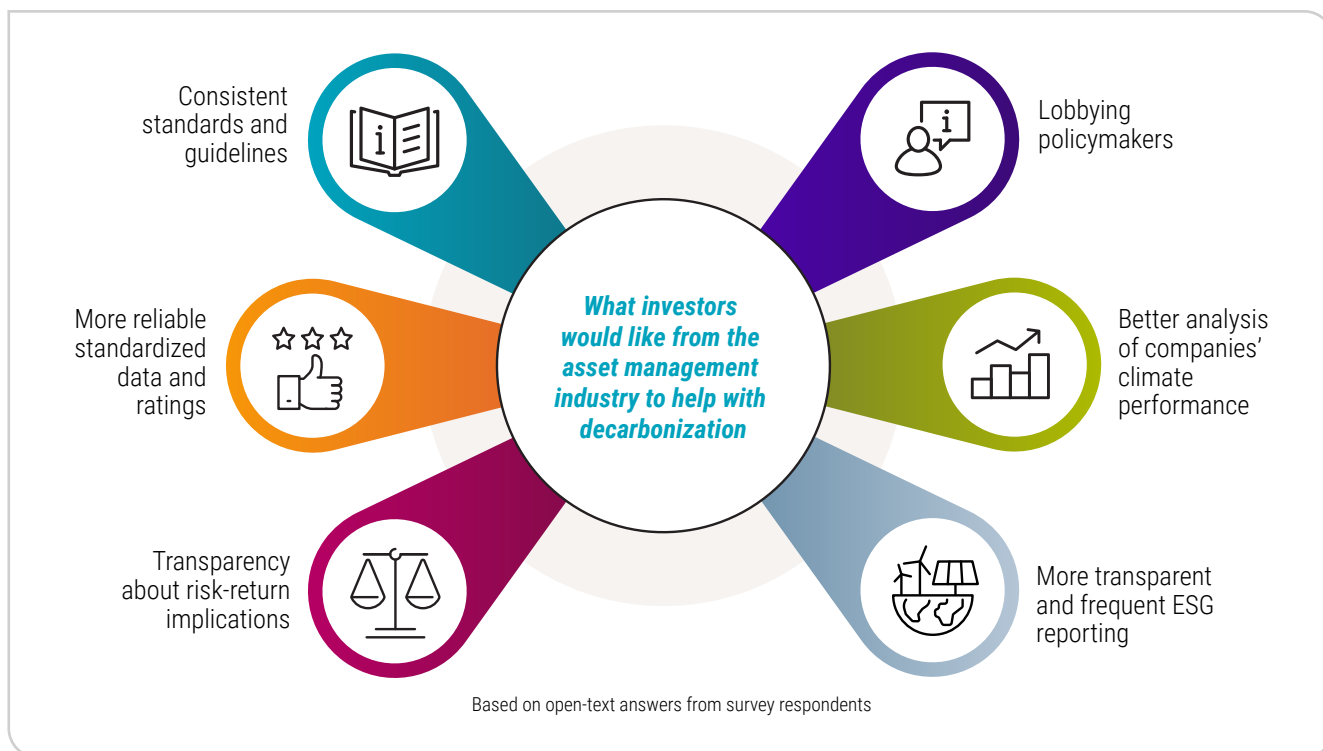 Consistent
standards and
guidelines
More reliable
standardized
data and
ratings
Transparency
about risk-return
implications
What investors
would like from the
asset management
industry to help with
decarbonization
Lobbying
policymakers
Better analysis
of companies’
climate
performance
More transparent
and frequent ESG
reporting
Based on open-text answers from survey respondents